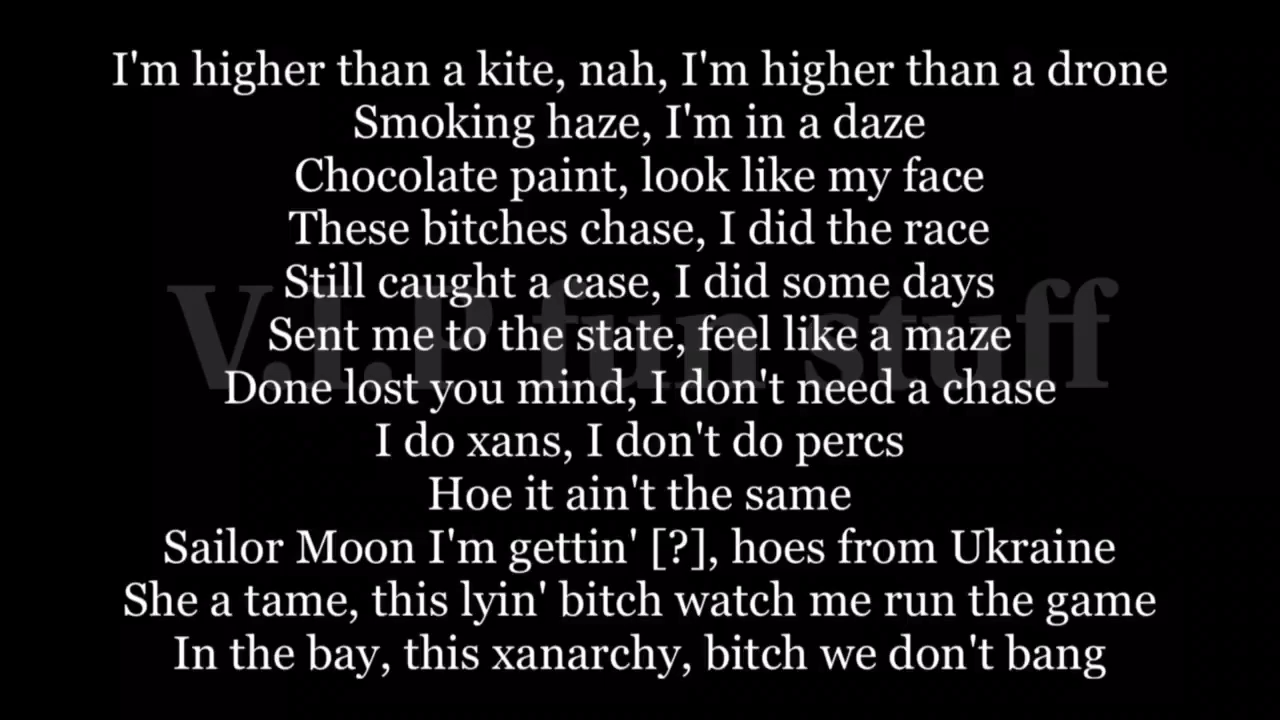 I'm higher than a kite, nah, I'm higher than a drone
Smoking haze, I'm in a daze
Chocolate paint, look like my face
These bitches chase, I did the race
Still caught a case, I did some days
Sent me to the state, feel like a maze
Done lost you mind, I don't need a chase
I do xans, I don't do percs
Hoe it ain't the same
Sailor Moon I'm gettin' [?], hoes from Ukraine
She a tame, this lyin' bitch watch me run the game
In the bay, this xanarchy, bitch we don't bang
V.I.P fun stuff